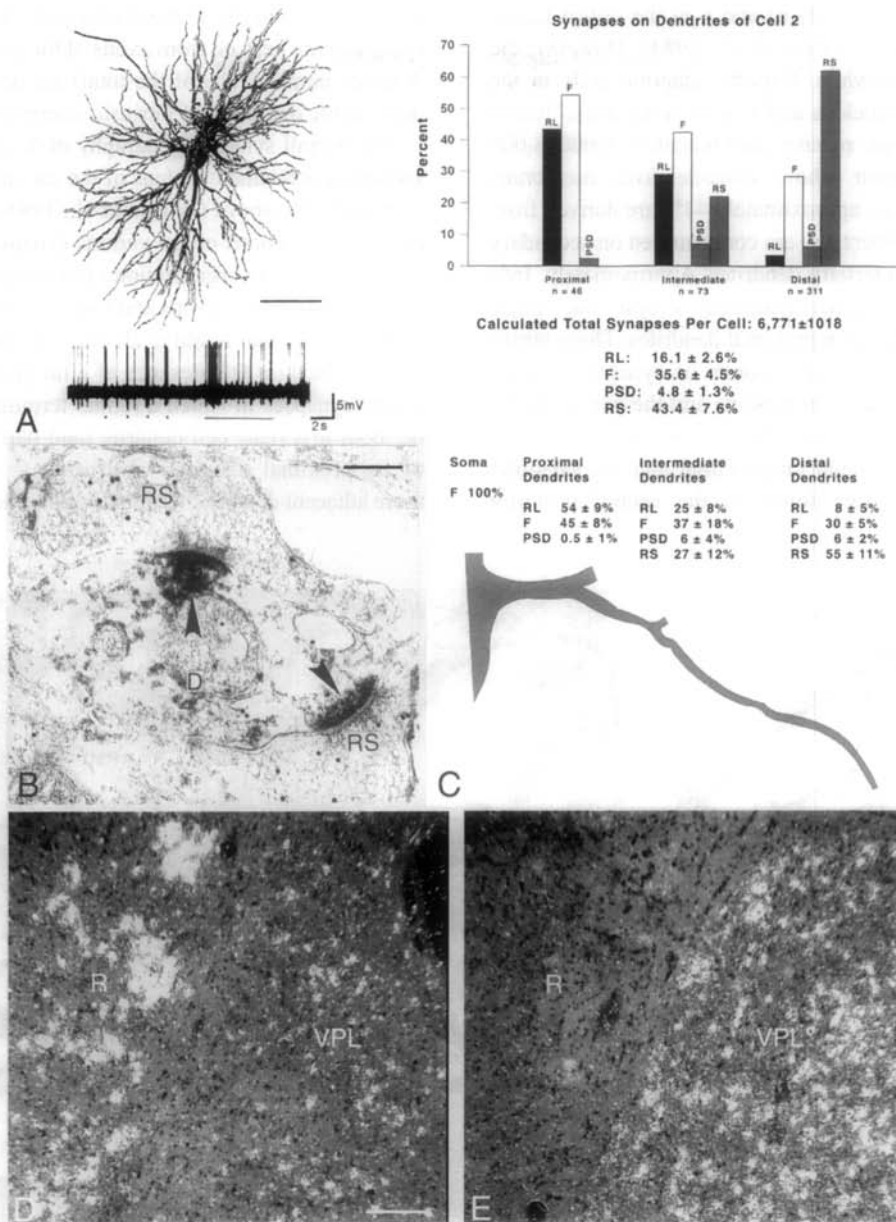 Synapses on Dendrites of Cell 2
Percent
70
60
50
40
30
20
10
0
RL
F
PSD
RL
F
PSD
RS
RL
F
PSD
RS
Proximal
n = 46
Intermediate
n = 73
Distal
n = 311
Calculated Total Synapses Per Cell: 6,771±1018
RL: 16.1 ± 2.6%
F: 35.6 ± 4.5%
PSD: 4.8 ± 1.3%
RS: 43.4 ± 7.6%
5mV
2s
A
RS
D
RS
B
Soma
F 100%
Proximal
Dendrites
RL 54 ± 9%
F 45 ± 8%
PSD 0.5 ± 1%
Intermediate
Dendrites
RL 25 ± 8%
F 37 ± 18%
PSD 6 ± 4%
RS 27 ± 12%
Distal
Dendrites
RL 8 ± 5%
F 30 ± 5%
PSD 6 ± 2%
RS 55 ± 11%
C
R
VPL
D
R
VPL
E